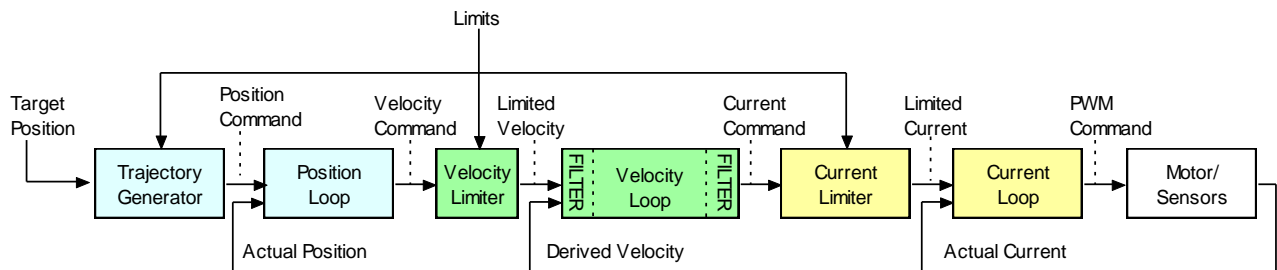 Limits
Target
Position
Position
Command
Velocity
Command
Limited
Velocity
Current
Command
Limited
Current
PWM
Command
Trajectory
Generator
Position
Loop
Velocity
Limiter
FILTER
Velocity
Loop
FILTER
Current
Limiter
Current
Loop
Motor/
Sensors
Actual Position
Derived Velocity
Actual Current